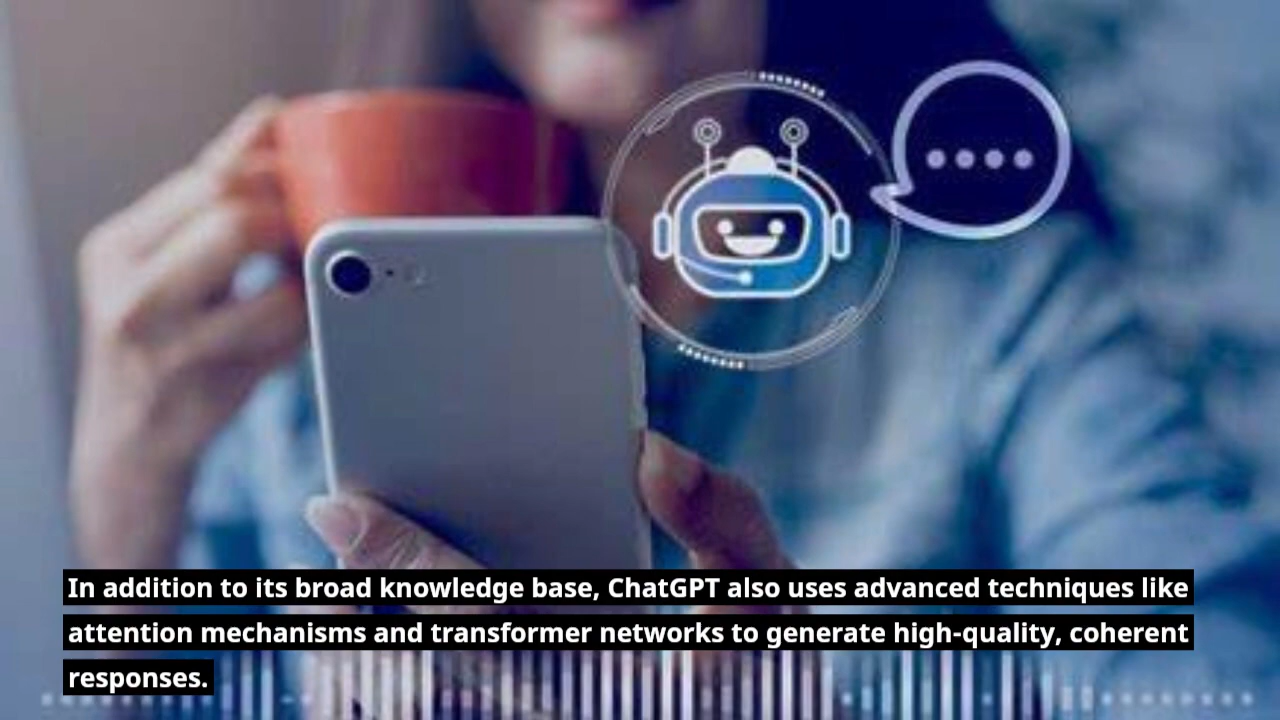 In addition to its broad knowledge base, ChatGPT also uses advanced techniques like
attention mechanisms and transformer networks to generate high-quality, coherent
responses.